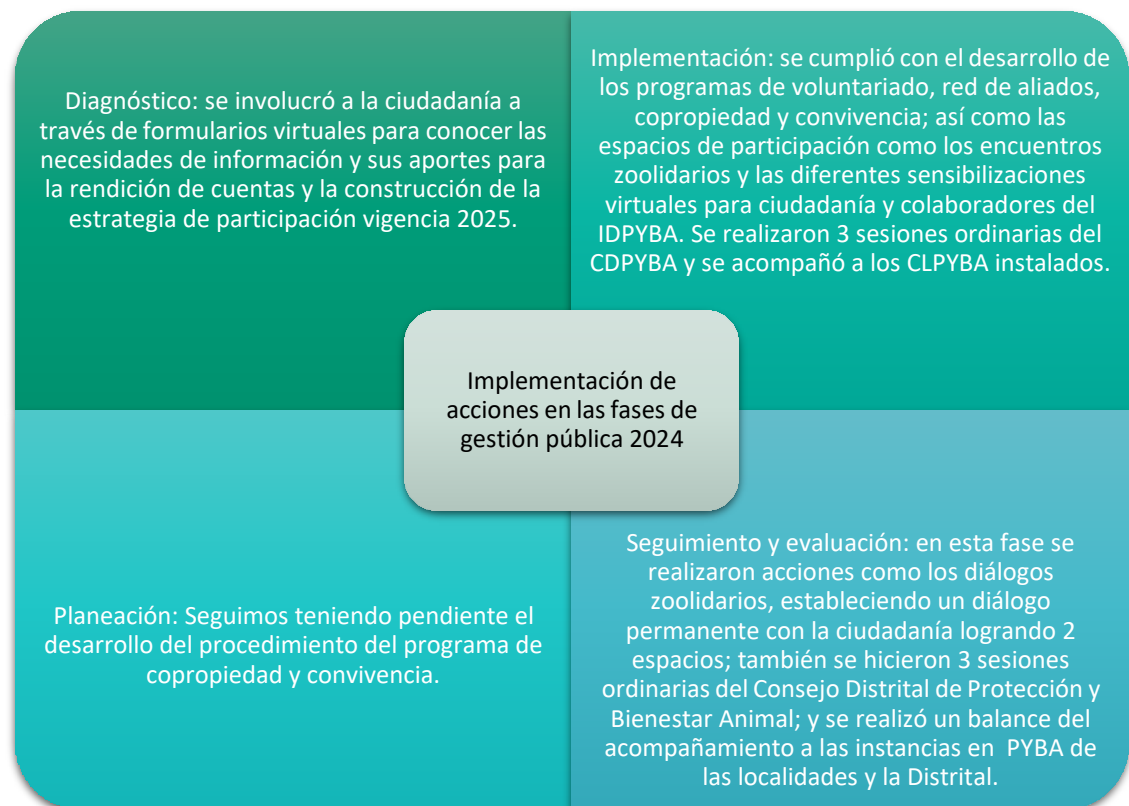 Diagnóstico: se involucró a la ciudadanía a
través de formularios virtuales para conocer las
necesidades de información y sus aportes para
la rendición de cuentas y la construcción de la
estrategia de participación vigencia 2025.
Implementación: se cumplió con el desarrollo de
los programas de voluntariado, red de aliados,
copropiedad y convivencia; así como las
espacios de participación como los encuentros
zoolidarios y las diferentes sensibilizaciones
virtuales para ciudadanía y colaboradores del
IDPYBA. Se realizaron 3 sesiones ordinarias del
CDPYBA y se acompañó a los CLPYBA instalados.
Implementación de
acciones en las fases de
gestión pública 2024
Planeación: Seguimos teniendo pendiente el
desarrollo del procedimiento del programa de
copropiedad y convivencia.
Seguimiento y evaluación: en esta fase se
realizaron acciones como los diálogos
zoolidarios, estableciendo un diálogo
permanente con la ciudadanía logrando 2
espacios; también se hicieron 3 sesiones
ordinarias del Consejo Distrital de Protección y
Bienestar Animal; y se realizó un balance del
acompañamiento a las instancias en PYBA de
las localidades y la Distrital.